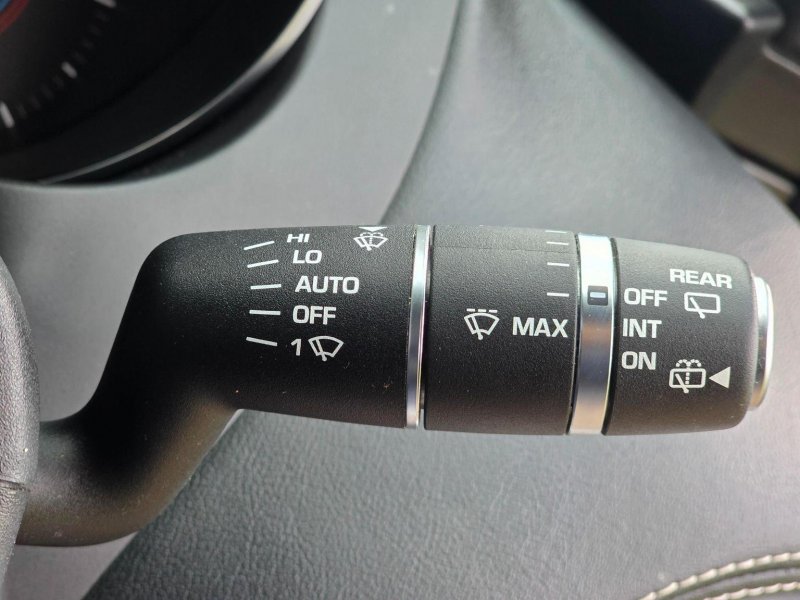 HI
LO
AUTO
OFF
1
MAX
REAR
OFF
INT
ON